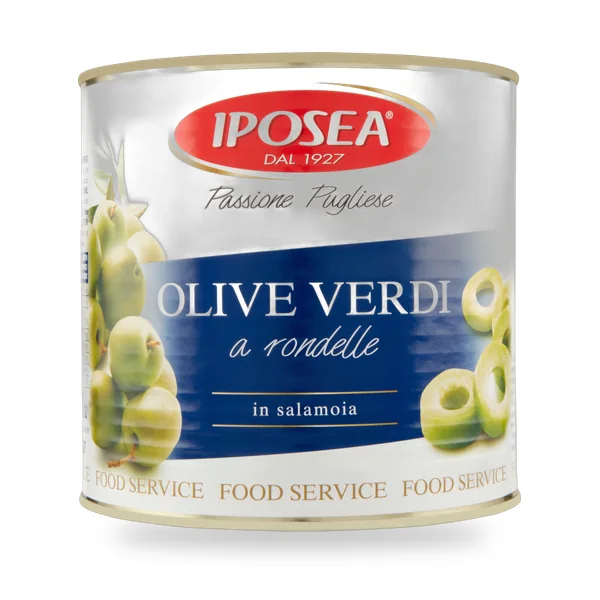 IPOSEA®
DAL 1927
Passione Pugliese
OLIVE VERDI
a rondelle
in salamoia
FOOD SERVICE FOOD SERVICE FOOD SERVICE